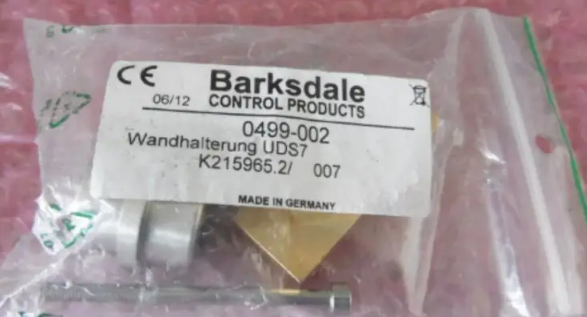 CE
Barksdale
06/12 CONTROL PRODUCTS
0499-002
Wandhalterung UDS7
K215965.2/ 007
MADE IN GERMANY